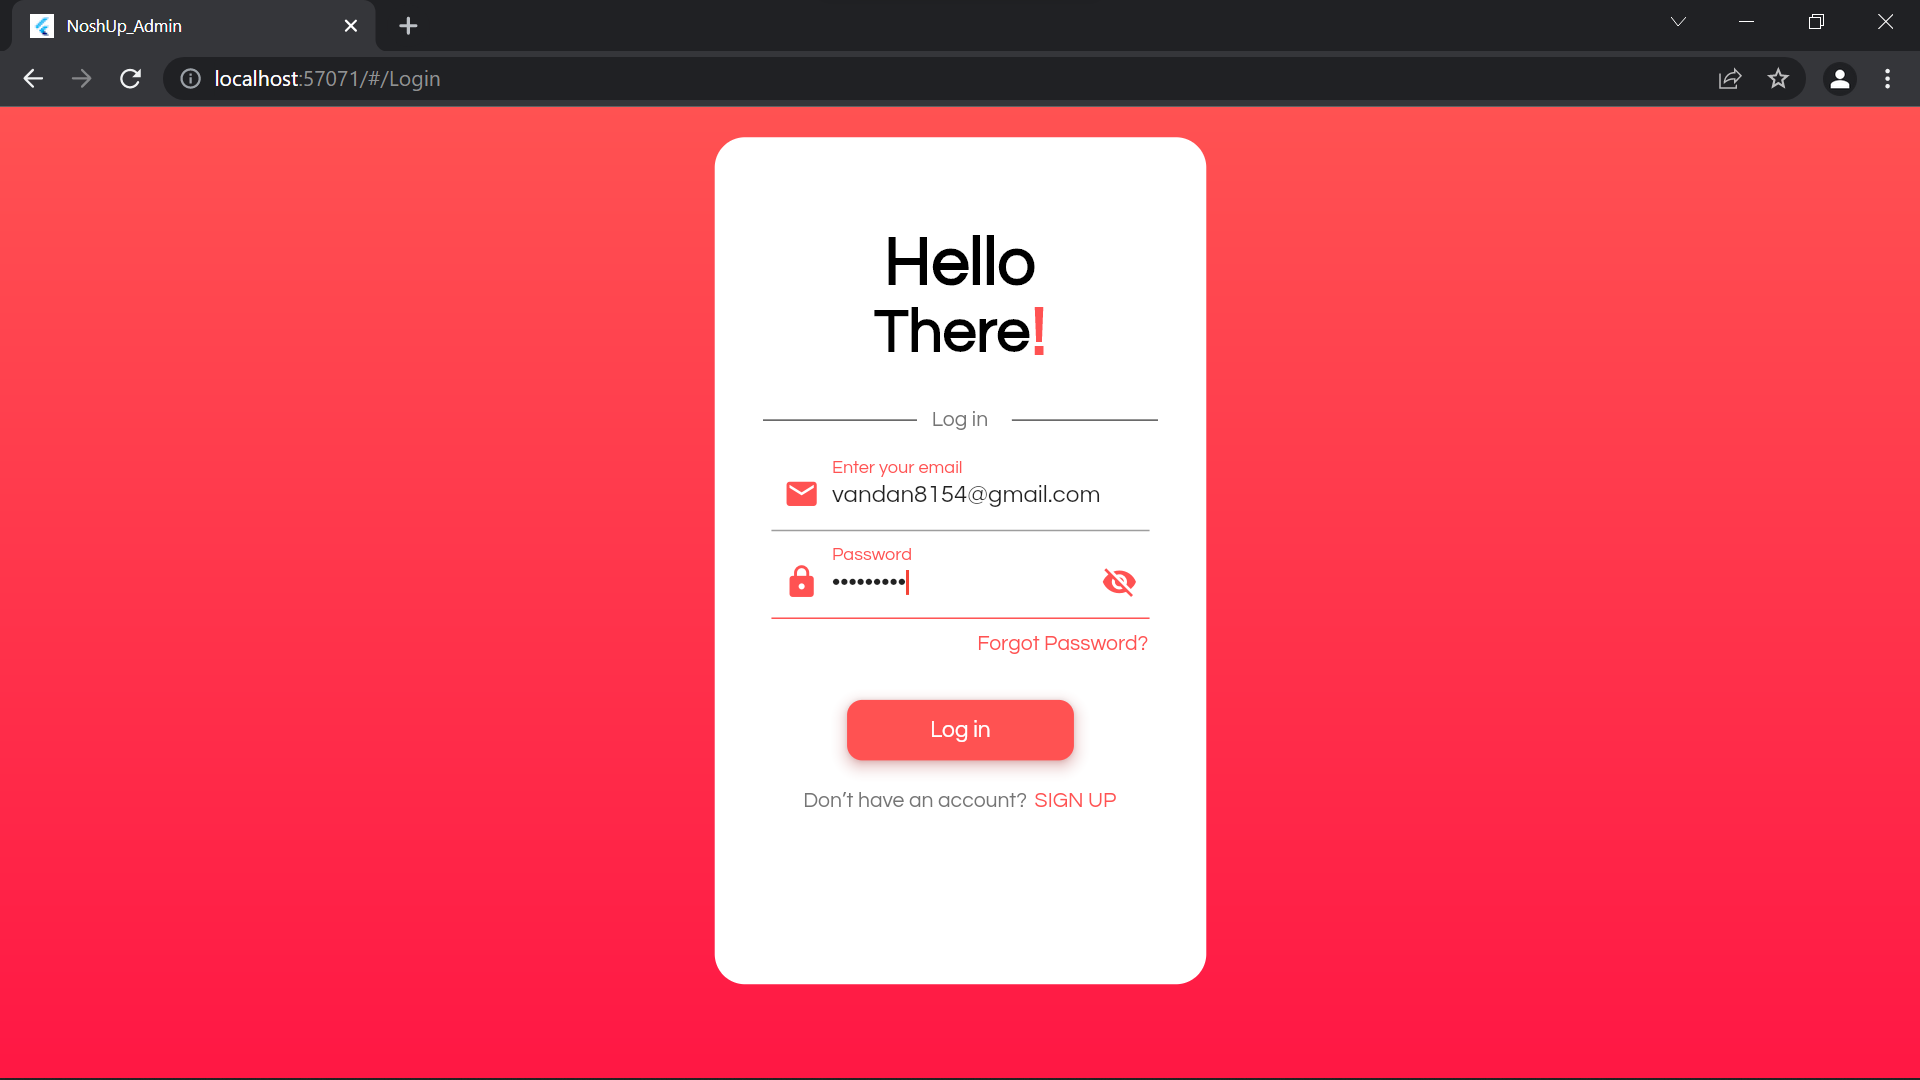 NoshUp_Admin
localhost:57071/#/Login
Hello
There!
Log in
Enter your email
vandan8154@gmail.com
Password
•••••••••
Forgot Password?
Log in
Don't have an account? SIGN UP